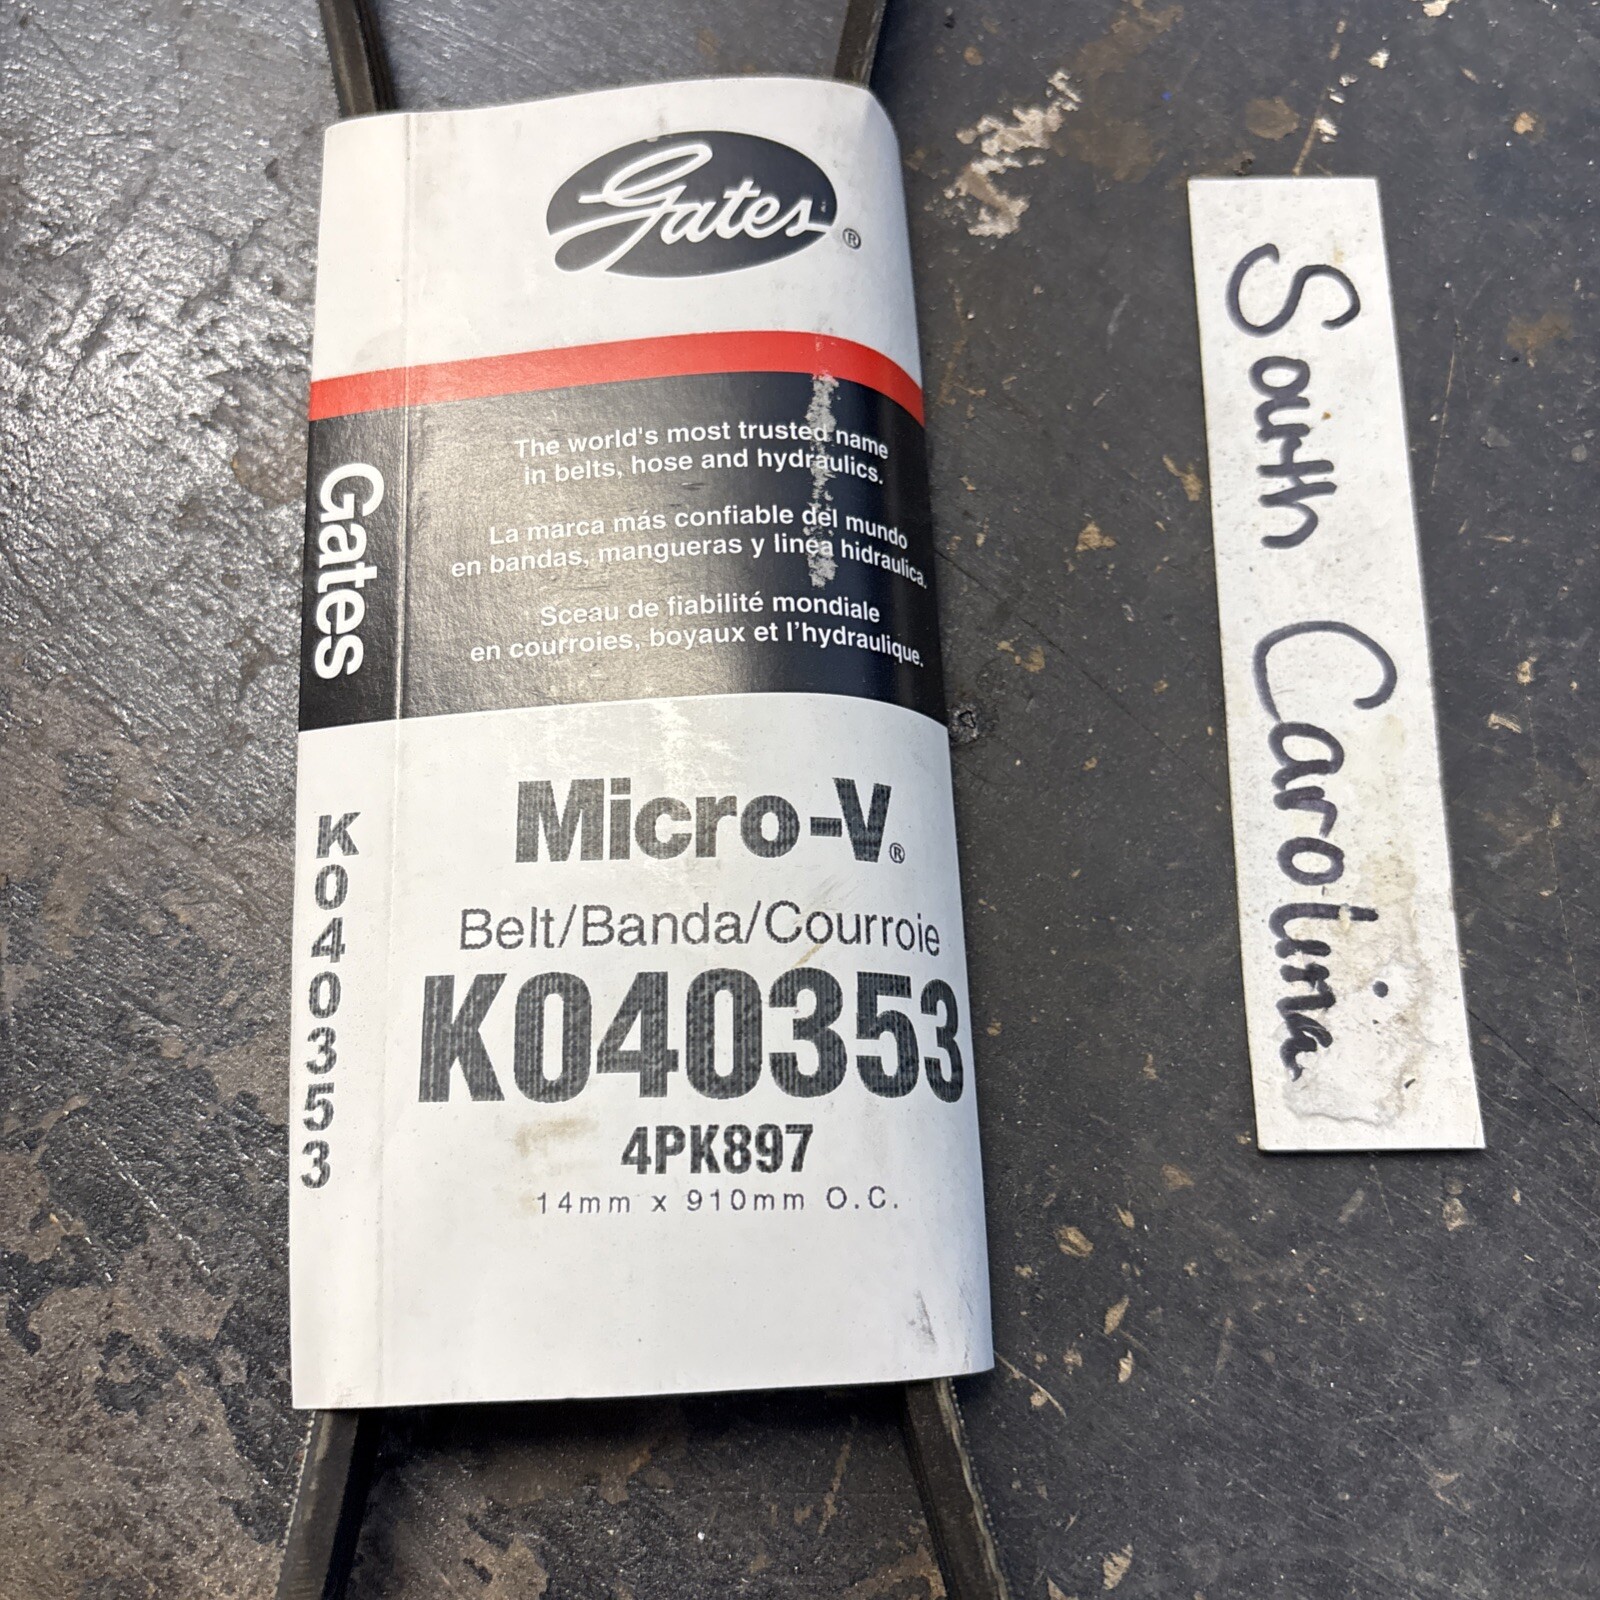 Gates®
The world's most trusted name
in belts, hose and hydraulics.
La marca más confiable del mundo
en bandas, mangueras y linea hidraulica.
Sceau de fiabilité mondiale
en courroies, boyaux et l'hydraulique.
Gates
K040353
Micro-V®
Belt/Banda/Courroie
K040353
4PK897
14mm x 910mm O.C.
South Carolina